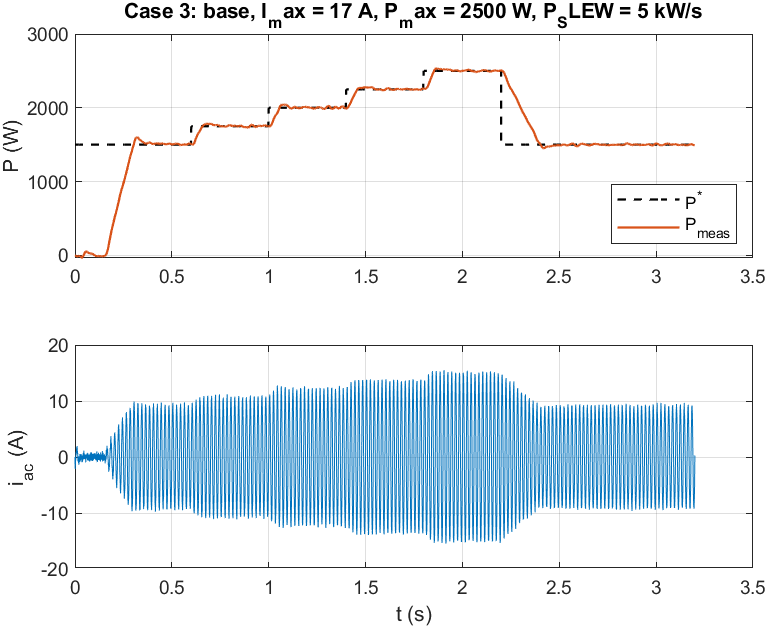 Case 3: base, I_max = 17 A, P_max = 2500 W, P_SLEW = 5 kW/s
3000
2000
1000
0
P (W)
P*
P_meas
0 0.5 1 1.5 2 2.5 3 3.5
20
10
0
-10
-20
i_ac (A)
0 0.5 1 1.5 2 2.5 3 3.5
t (s)